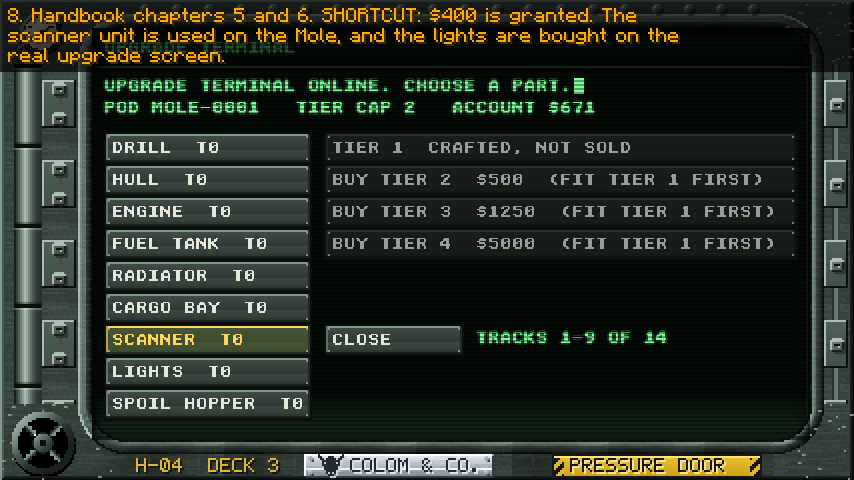 8. Handbook chapters 5 and 6. SHORTCUT: $400 is granted. The
scanner unit is used on the Mole, and the lights are bought on the
real upgrade screen.
UPGRADE TERMINAL
UPGRADE TERMINAL ONLINE. CHOOSE A PART.
POD MOLE-0001 TIER CAP 2 ACCOUNT $671
DRILL T0
TIER 1 CRAFTED, NOT SOLD
HULL T0
BUY TIER 2 $500 (FIT TIER 1 FIRST)
ENGINE T0
BUY TIER 3 $1250 (FIT TIER 1 FIRST)
FUEL TANK T0
BUY TIER 4 $5000 (FIT TIER 1 FIRST)
RADIATOR T0
CARGO BAY T0
SCANNER T0
CLOSE
TRACKS 1-9 OF 14
LIGHTS T0
SPOIL HOPPER T0
H-04 DECK 3
COLOM & CO.
PRESSURE DOOR